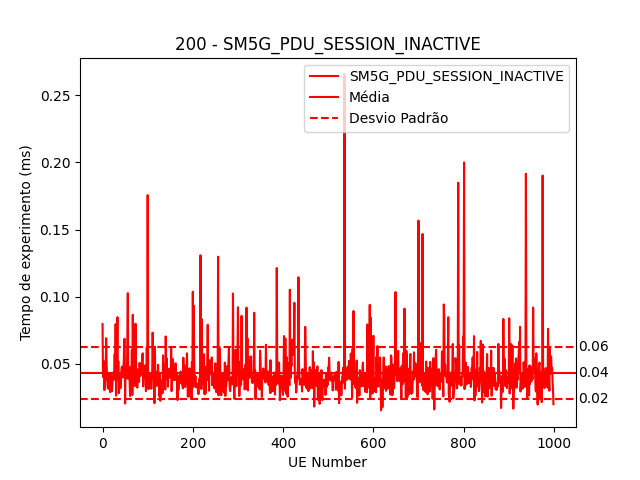 200 - SM5G_PDU_SESSION_INACTIVE
SM5G_PDU_SESSION_INACTIVE
Média
Desvio Padrão
Tempo de experimento (ms)
0.25
0.20
0.15
0.10
0.05
0.06
0.04
0.02
0 200 400 600 800 1000
UE Number